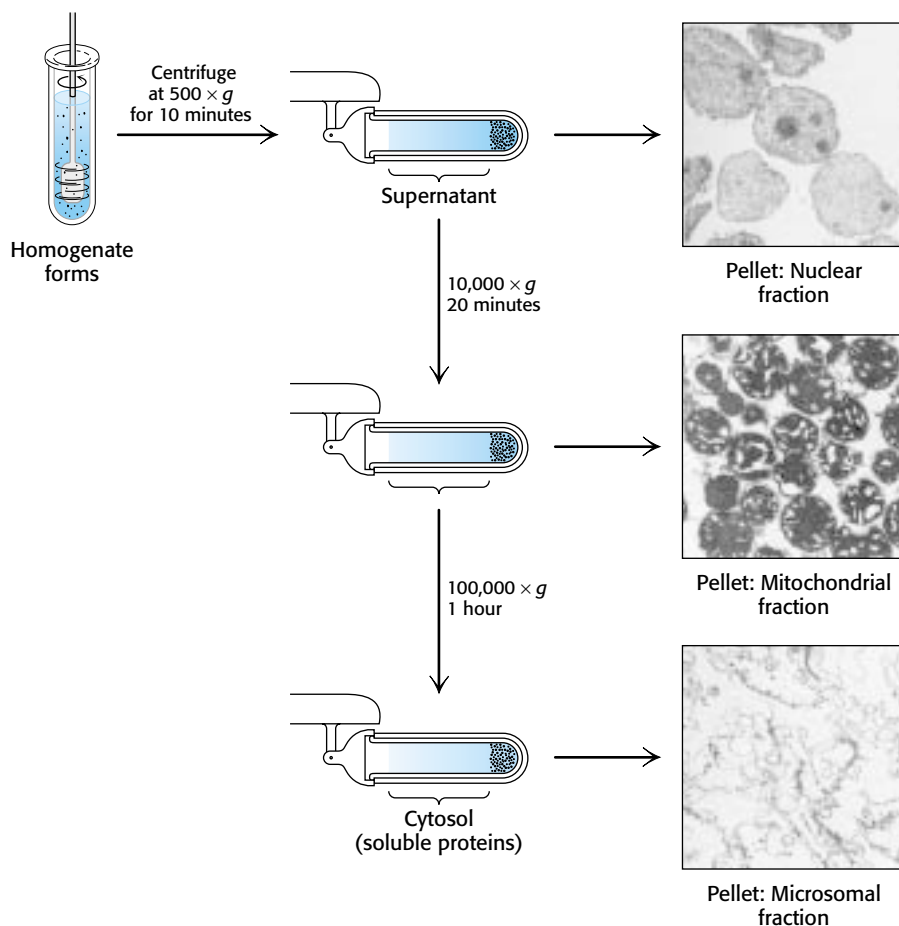 Centrifuge
at 500 × g
for 10 minutes
Supernatant
Homogenate
forms
Pellet: Nuclear
fraction
10,000 × g
20 minutes
Pellet: Mitochondrial
fraction
100,000 × g
1 hour
Cytosol
(soluble proteins)
Pellet: Microsomal
fraction